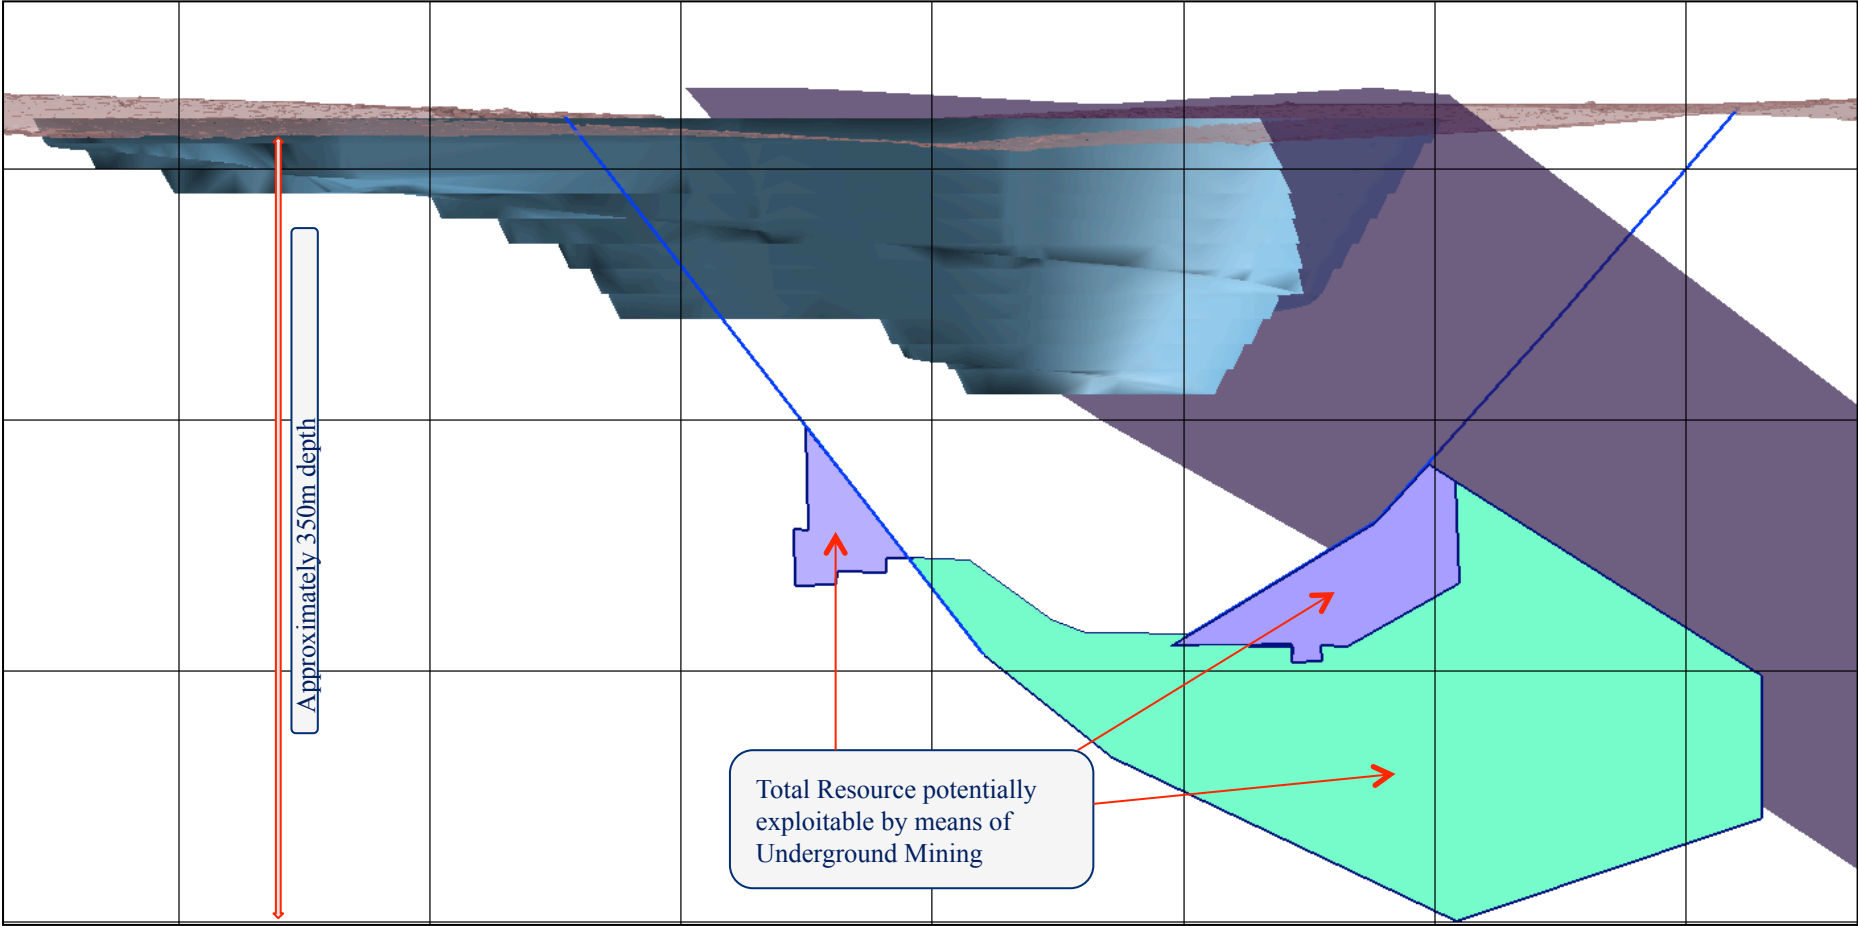 Approximately 350m depth
Total Resource potentially
exploitable by means of
Underground Mining